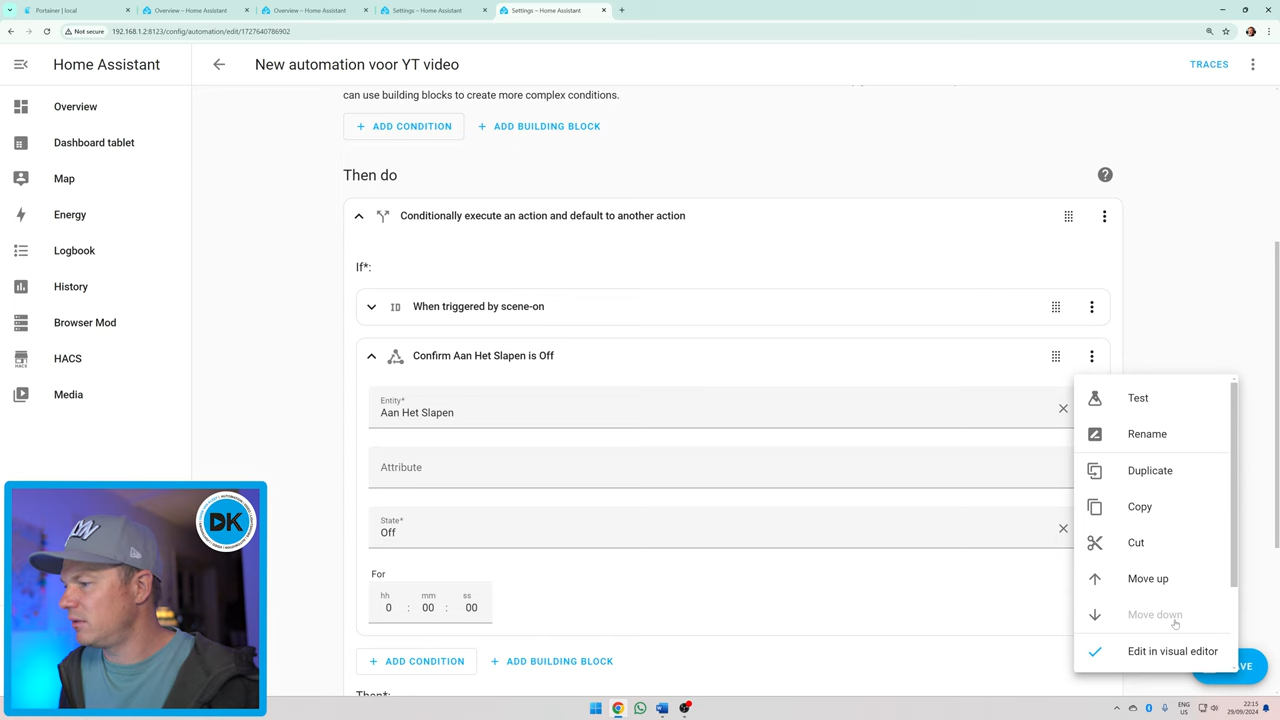 Portainer | local
Overview – Home Assistant
Overview – Home Assistant
Settings – Home Assistant
Settings – Home Assistant
Not secure
192.168.1.2:8123/config/automation/edit/1727640786902
Home Assistant
New automation voor YT video
TRACES
Overview
Dashboard tablet
Map
Energy
Logbook
History
Browser Mod
HACS
HACS
Media
can use building blocks to create more complex conditions.
ADD CONDITION
ADD BUILDING BLOCK
Then do
Conditionally execute an action and default to another action
If*:
ID
When triggered by scene-on
Confirm Aan Het Slapen is Off
Entity*
Aan Het Slapen
Attribute
State*
Off
For
hh
mm
ss
0 : 00 : 00
ADD CONDITION
ADD BUILDING BLOCK
Then*:
Test
Rename
Duplicate
Copy
Cut
Move up
Move down
Edit in visual editor
VE
DK
ENG
US
22:15
29/09/2024